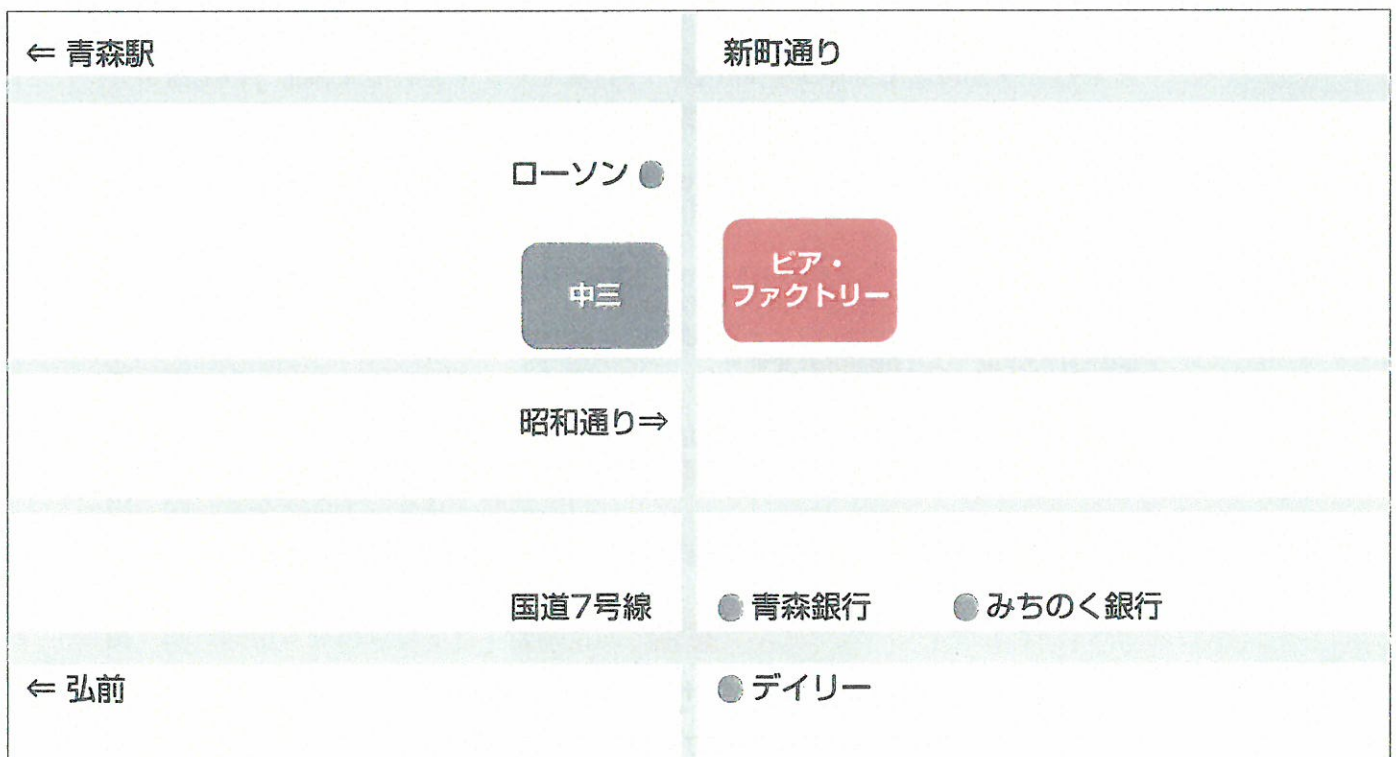 ⇐ 青森駅
新町通り
ローソン
中三
ビア・
ファクトリー
昭和通り⇒
国道7号線
青森銀行
みちのく銀行
⇐ 弘前
デイリー